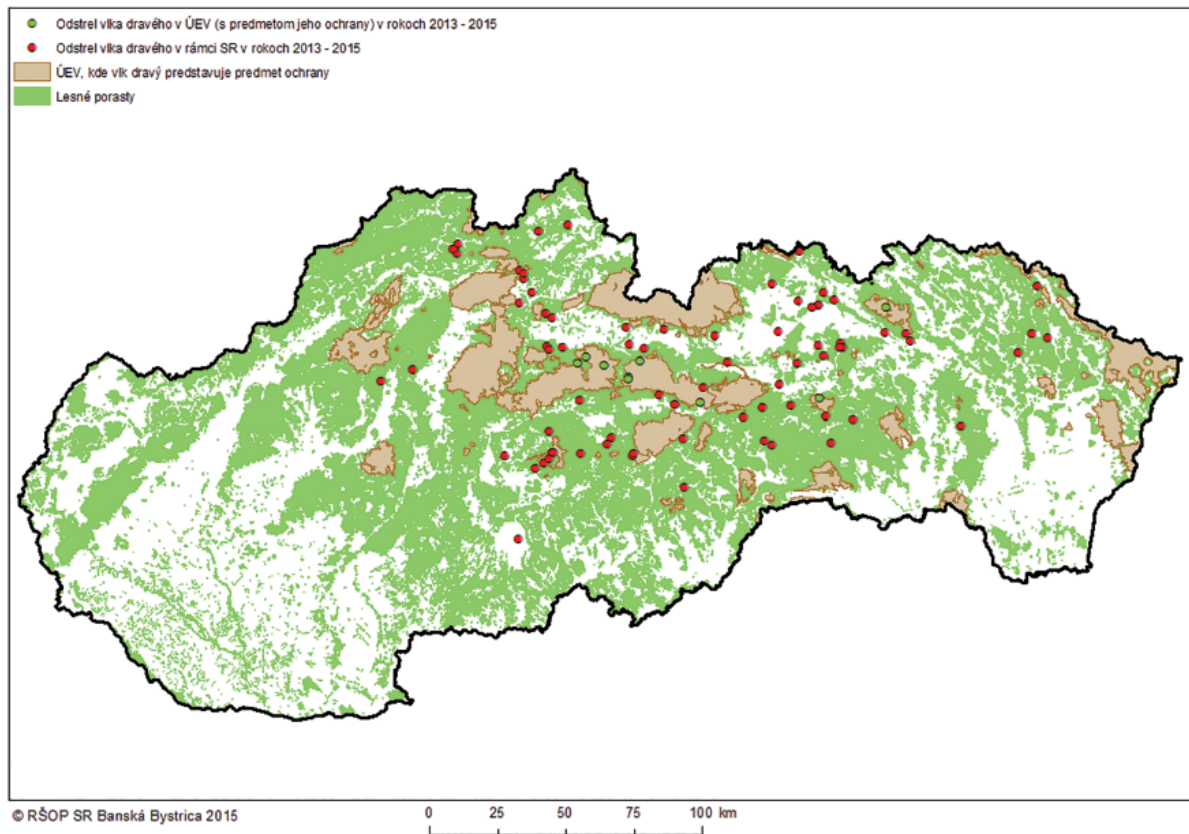 Odstrel vlka dravého v ÚEV (s predmetom jeho ochrany) v rokoch 2013 - 2015
Odstrel vlka dravého v rámci SR v rokoch 2013 - 2015
ÚEV, kde vlk dravý predstavuje predmet ochrany
Lesné porasty
© RŠOP SR Banská Bystrica 2015
0 25 50 75 100 km